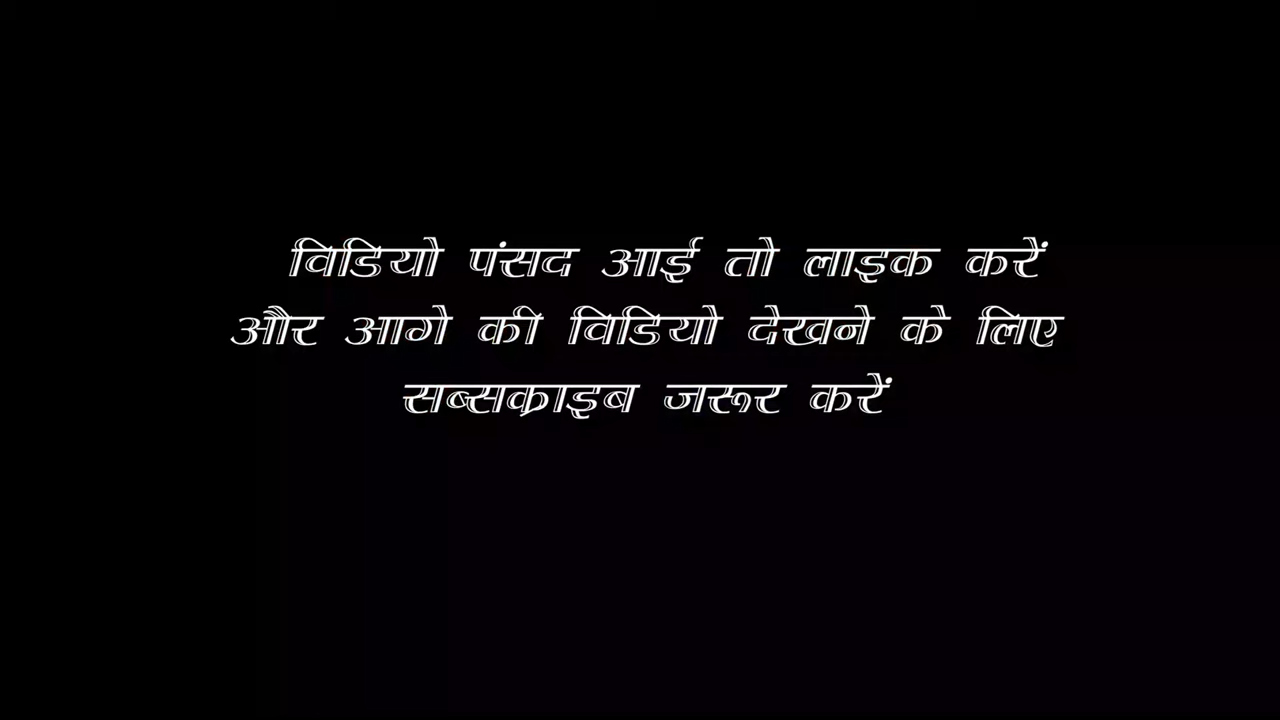 विडियो पंसद आई तो लाइक करें
और आगे की विडियो देखने के लिए
सब्सक्राइब जरूर करें